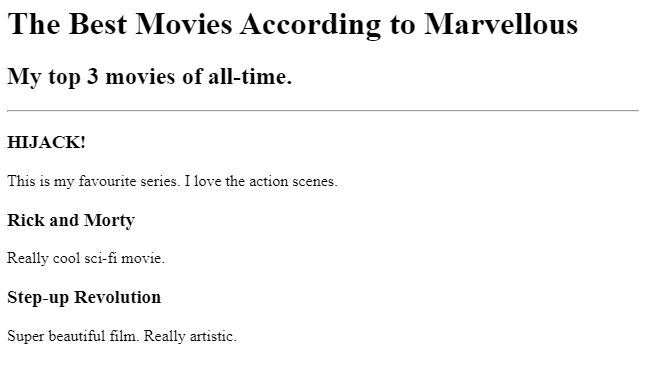 The Best Movies According to Marvellous
My top 3 movies of all-time.
HIJACK!
This is my favourite series. I love the action scenes.
Rick and Morty
Really cool sci-fi movie.
Step-up Revolution
Super beautiful film. Really artistic.